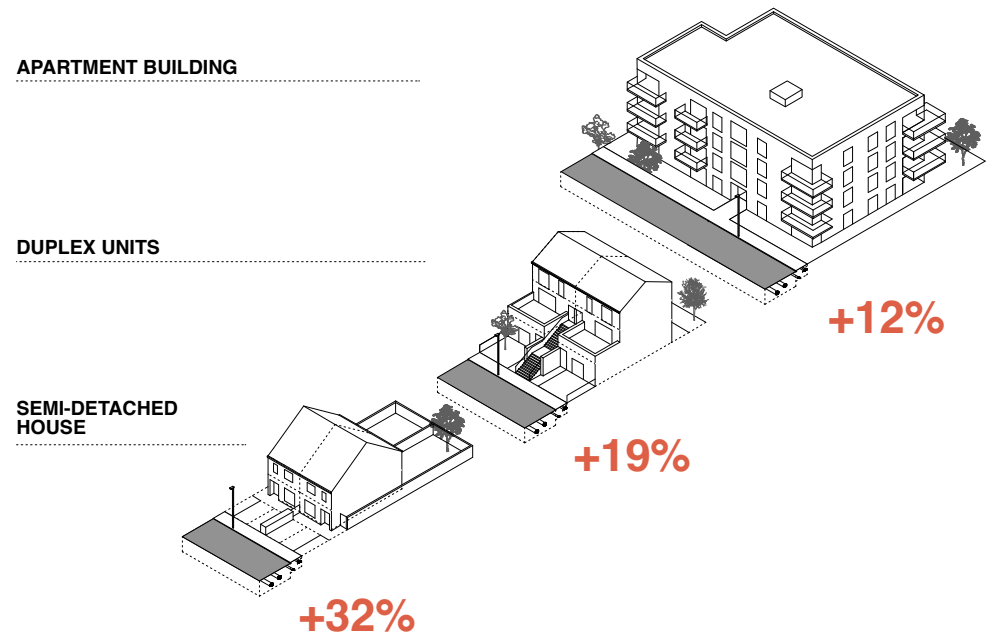 APARTMENT BUILDING
+12%
DUPLEX UNITS
+19%
SEMI-DETACHED
HOUSE
+32%